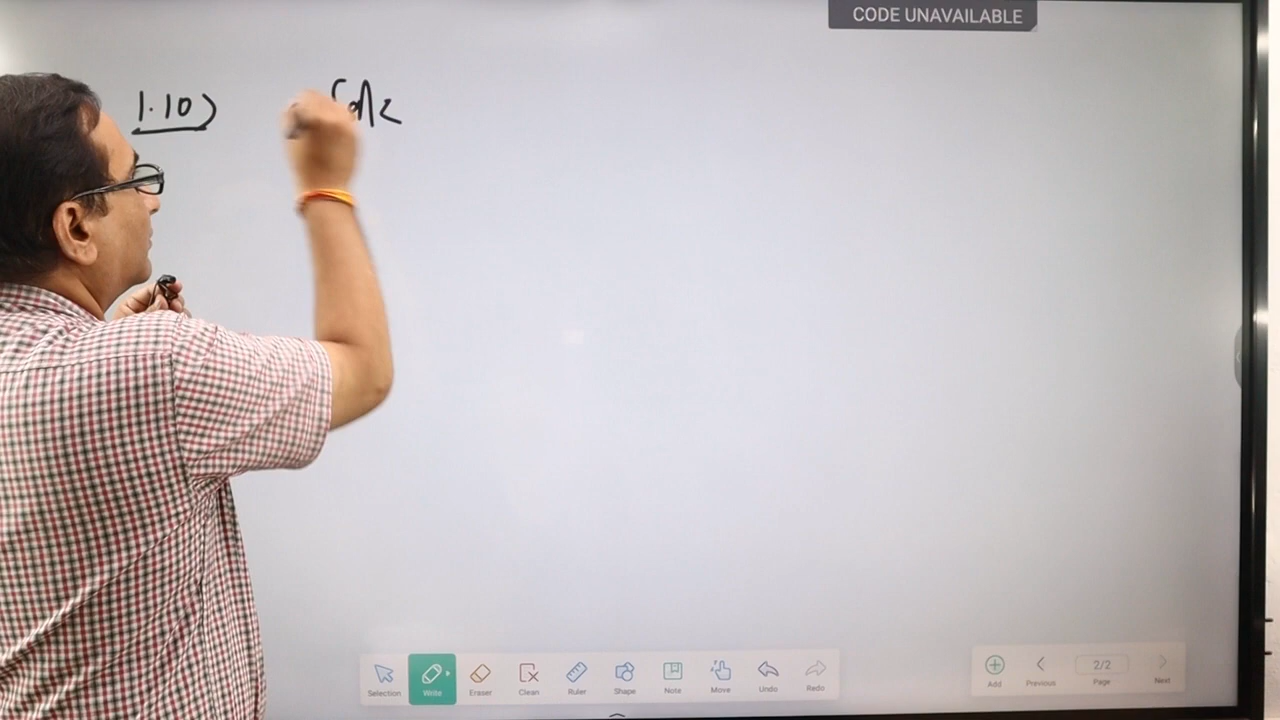 CODE UNAVAILABLE
1.10)
Selection
Write
Eraser
Clean
Ruler
Shape
Note
Move
Undo
Redo
Add
Previous
2/2
Page
Next